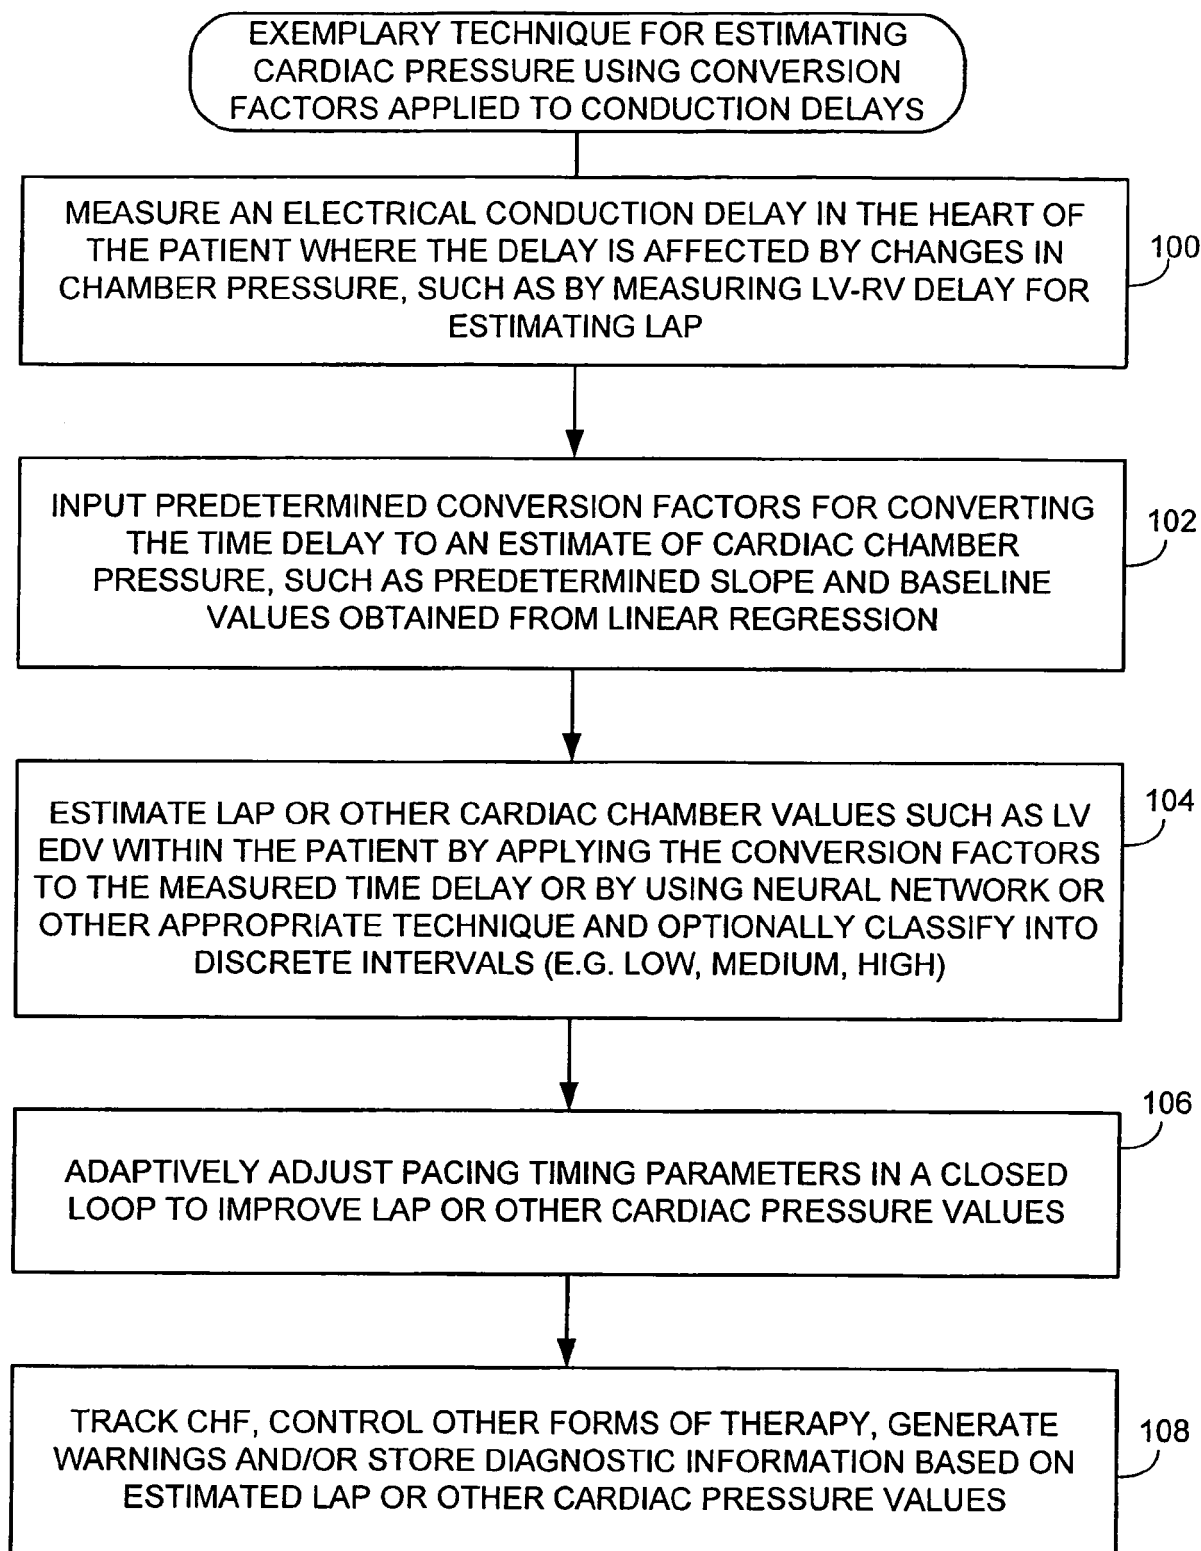 EXEMPLARY TECHNIQUE FOR ESTIMATING
CARDIAC PRESSURE USING CONVERSION
FACTORS APPLIED TO CONDUCTION DELAYS
MEASURE AN ELECTRICAL CONDUCTION DELAY IN THE HEART OF
THE PATIENT WHERE THE DELAY IS AFFECTED BY CHANGES IN
CHAMBER PRESSURE, SUCH AS BY MEASURING LV-RV DELAY FOR
ESTIMATING LAP
100
INPUT PREDETERMINED CONVERSION FACTORS FOR CONVERTING
THE TIME DELAY TO AN ESTIMATE OF CARDIAC CHAMBER
PRESSURE, SUCH AS PREDETERMINED SLOPE AND BASELINE
VALUES OBTAINED FROM LINEAR REGRESSION
102
ESTIMATE LAP OR OTHER CARDIAC CHAMBER VALUES SUCH AS LV
EDV WITHIN THE PATIENT BY APPLYING THE CONVERSION FACTORS
TO THE MEASURED TIME DELAY OR BY USING NEURAL NETWORK OR
OTHER APPROPRIATE TECHNIQUE AND OPTIONALLY CLASSIFY INTO
DISCRETE INTERVALS (E.G. LOW, MEDIUM, HIGH)
104
ADAPTIVELY ADJUST PACING TIMING PARAMETERS IN A CLOSED
LOOP TO IMPROVE LAP OR OTHER CARDIAC PRESSURE VALUES
106
TRACK CHF, CONTROL OTHER FORMS OF THERAPY, GENERATE
WARNINGS AND/OR STORE DIAGNOSTIC INFORMATION BASED ON
ESTIMATED LAP OR OTHER CARDIAC PRESSURE VALUES
108